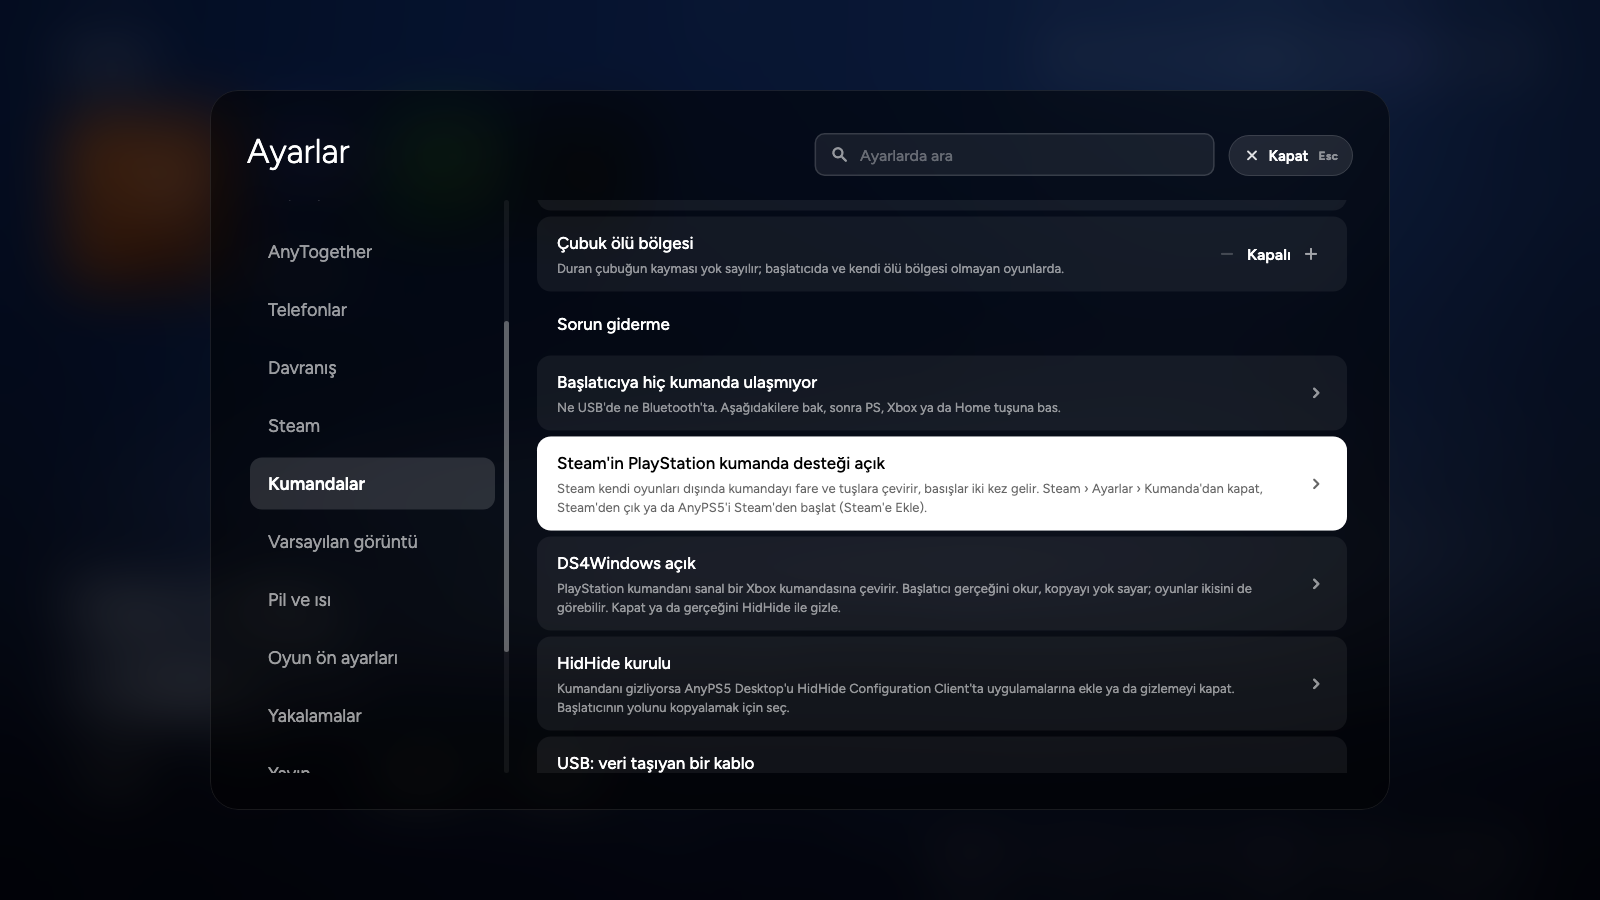 Ayarlar
Ayarlarda ara
Kapat Esc
AnyTogether
Telefonlar
Davranış
Steam
Kumandalar
Varsayılan görüntü
Pil ve ısı
Oyun ön ayarları
Yakalamalar
Çubuk ölü bölgesi
Duran çubuğun kayması yok sayılır; başlatıcıda ve kendi ölü bölgesi olmayan oyunlarda.
Kapalı
Sorun giderme
Başlatıcıya hiç kumanda ulaşmıyor
Ne USB'de ne Bluetooth'ta. Aşağıdakilere bak, sonra PS, Xbox ya da Home tuşuna bas.
Steam'in PlayStation kumanda desteği açık
Steam kendi oyunları dışında kumandayı fare ve tuşlara çevirir, basışlar iki kez gelir. Steam › Ayarlar › Kumanda'dan kapat,
Steam'den çık ya da AnyPS5'i Steam'den başlat (Steam'e Ekle).
DS4Windows açık
PlayStation kumandanı sanal bir Xbox kumandasına çevirir. Başlatıcı gerçeğini okur, kopyayı yok sayar; oyunlar ikisini de
görebilir. Kapat ya da gerçeğini HidHide ile gizle.
HidHide kurulu
Kumandanı gizliyorsa AnyPS5 Desktop'u HidHide Configuration Client'ta uygulamalarına ekle ya da gizlemeyi kapat.
Başlatıcının yolunu kopyalamak için seç.
USB: veri taşıyan bir kablo